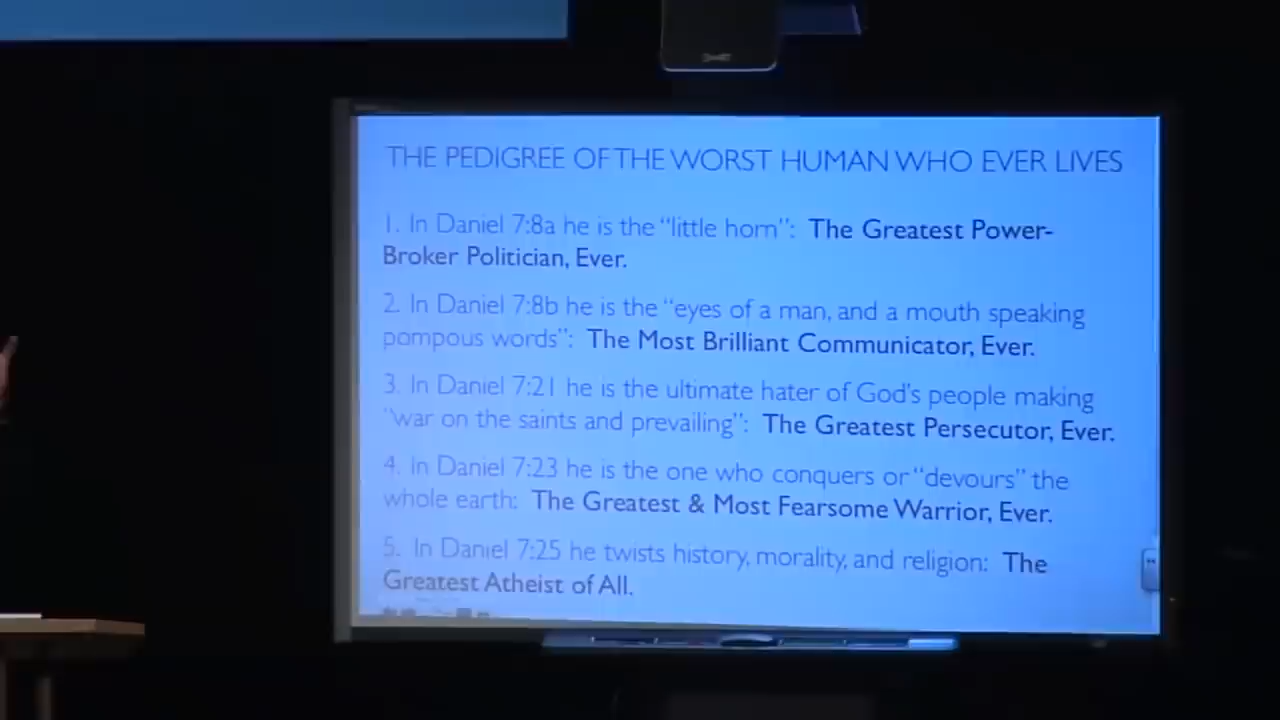 THE PEDIGREE OF THE WORST HUMAN WHO EVER LIVES
1. In Daniel 7:8a he is the “little horn”: The Greatest Power-
Broker Politician, Ever.
2. In Daniel 7:8b he is the “eyes of a man, and a mouth speaking
pompous words”: The Most Brilliant Communicator, Ever.
3. In Daniel 7:21 he is the ultimate hater of God’s people making
“war on the saints and prevailing”: The Greatest Persecutor, Ever.
4. In Daniel 7:23 he is the one who conquers or “devours” the
whole earth: The Greatest & Most Fearsome Warrior, Ever.
5. In Daniel 7:25 he twists history, morality, and religion: The
Greatest Atheist of All.